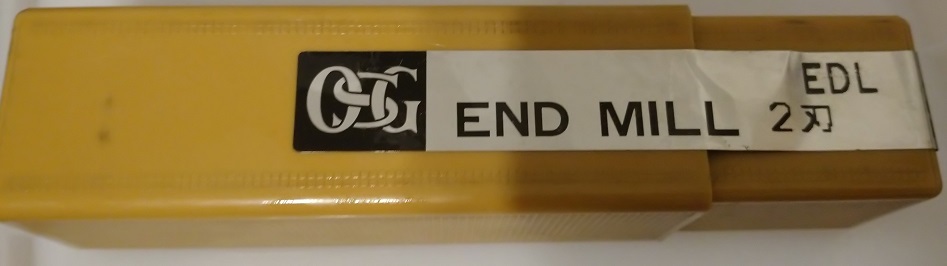 OSG END MILL 2刃
EDL